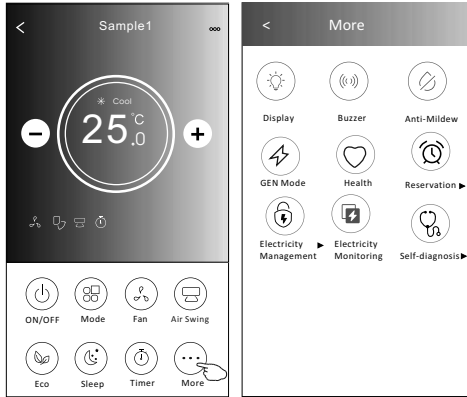 < Sample1 ooo
Cool
25.0 °C
− +
ON/OFF Mode Fan Air Swing
Eco Sleep Timer More
< More
Display Buzzer Anti-Mildew
GEN Mode Health Reservation ▶
Electricity Management ▶ Electricity Monitoring Self-diagnosis ▶